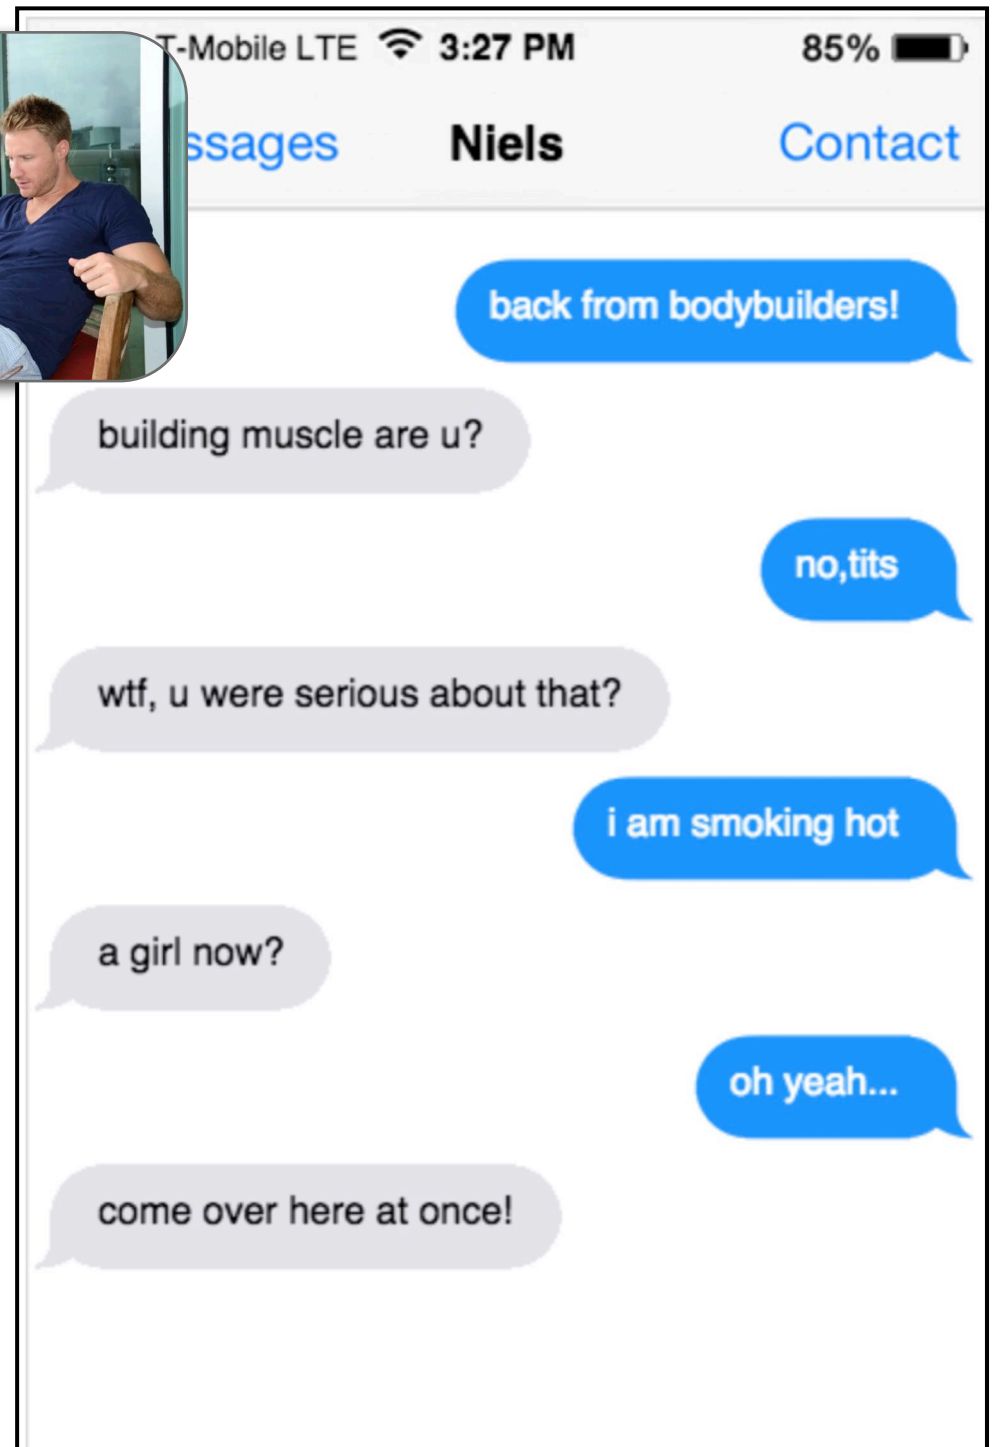 T-Mobile LTE 3:27 PM 85%
ssages Niels Contact
back from bodybuilders!
building muscle are u?
no,tits
wtf, u were serious about that?
i am smoking hot
a girl now?
oh yeah...
come over here at once!